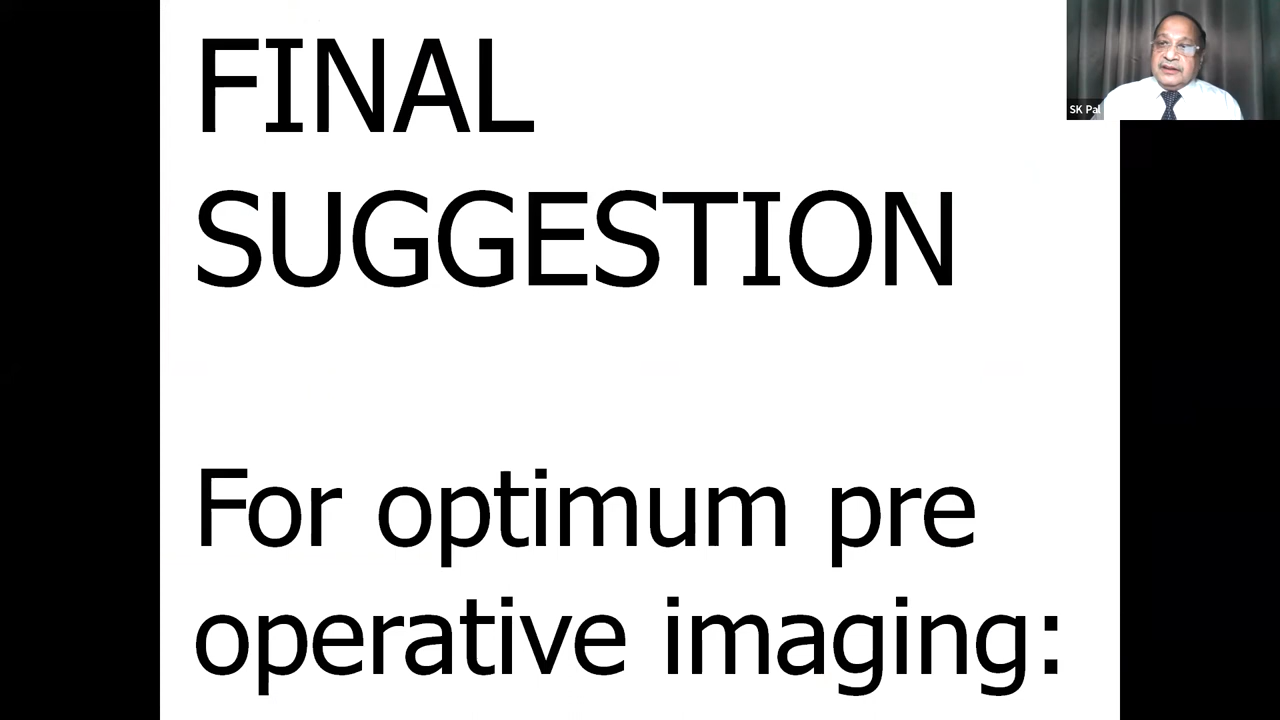 FINAL
SUGGESTION
For optimum pre
operative imaging:
SK Pal